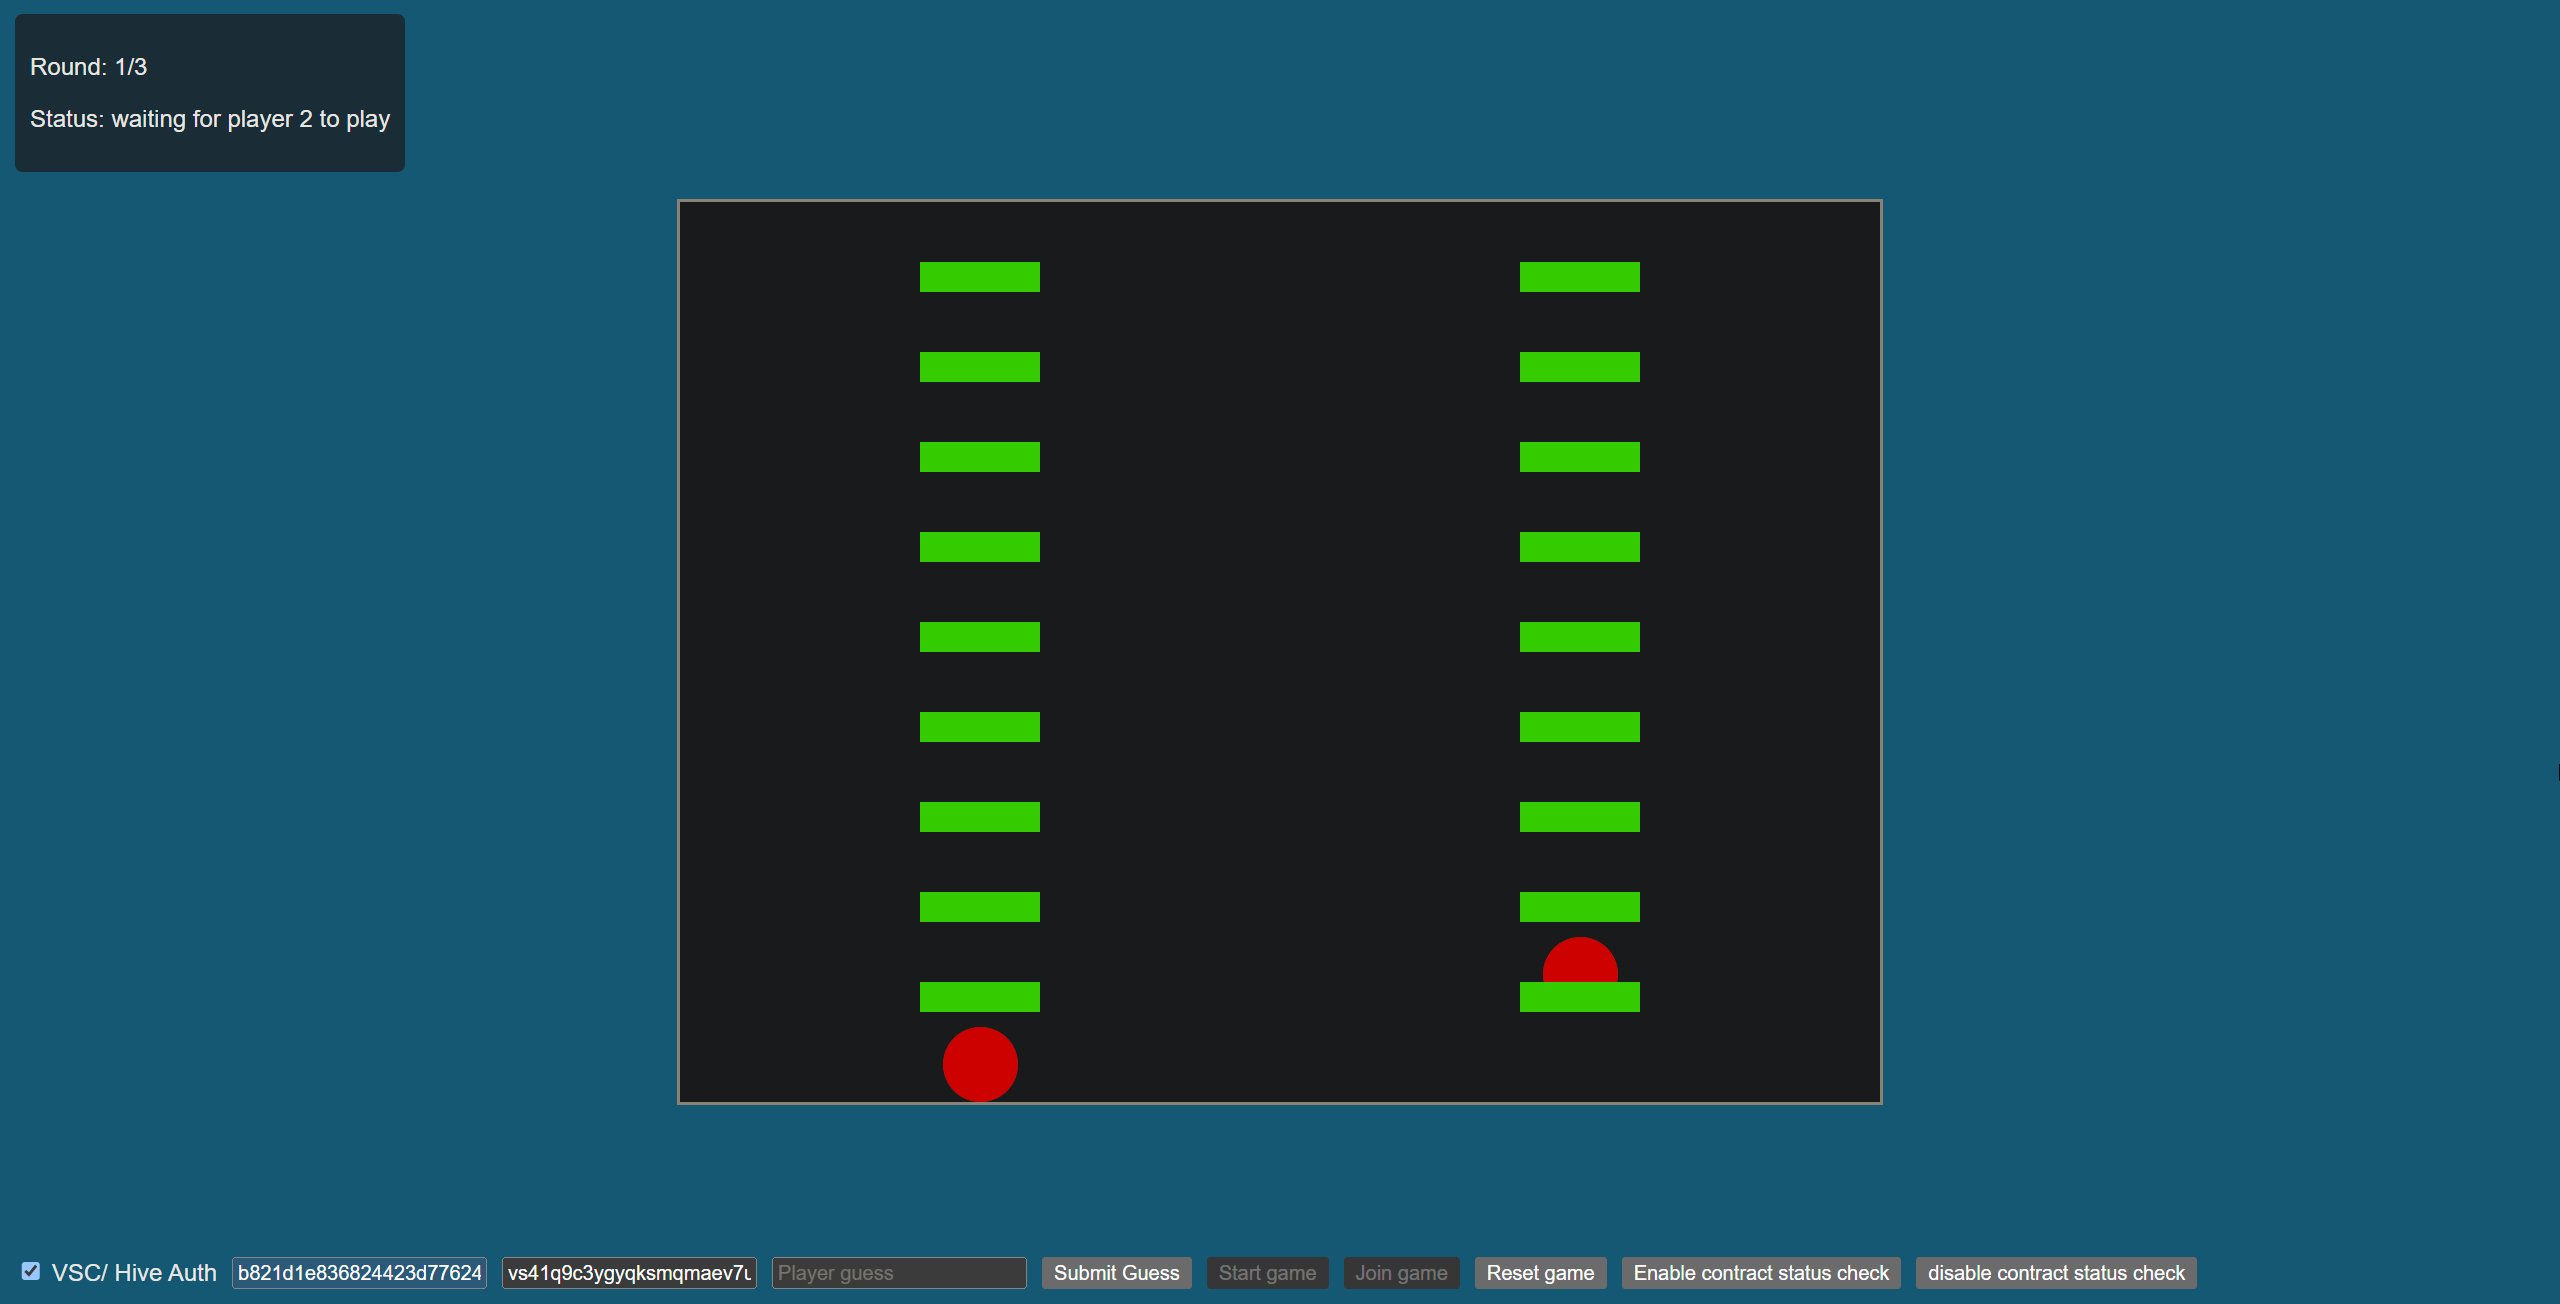 Round: 1/3
Status: waiting for player 2 to play
VSC/ Hive Auth b821d1e836824423d77624 vs41q9c3ygyqksmqmaev7u Player guess Submit Guess Start game Join game Reset game Enable contract status check disable contract status check